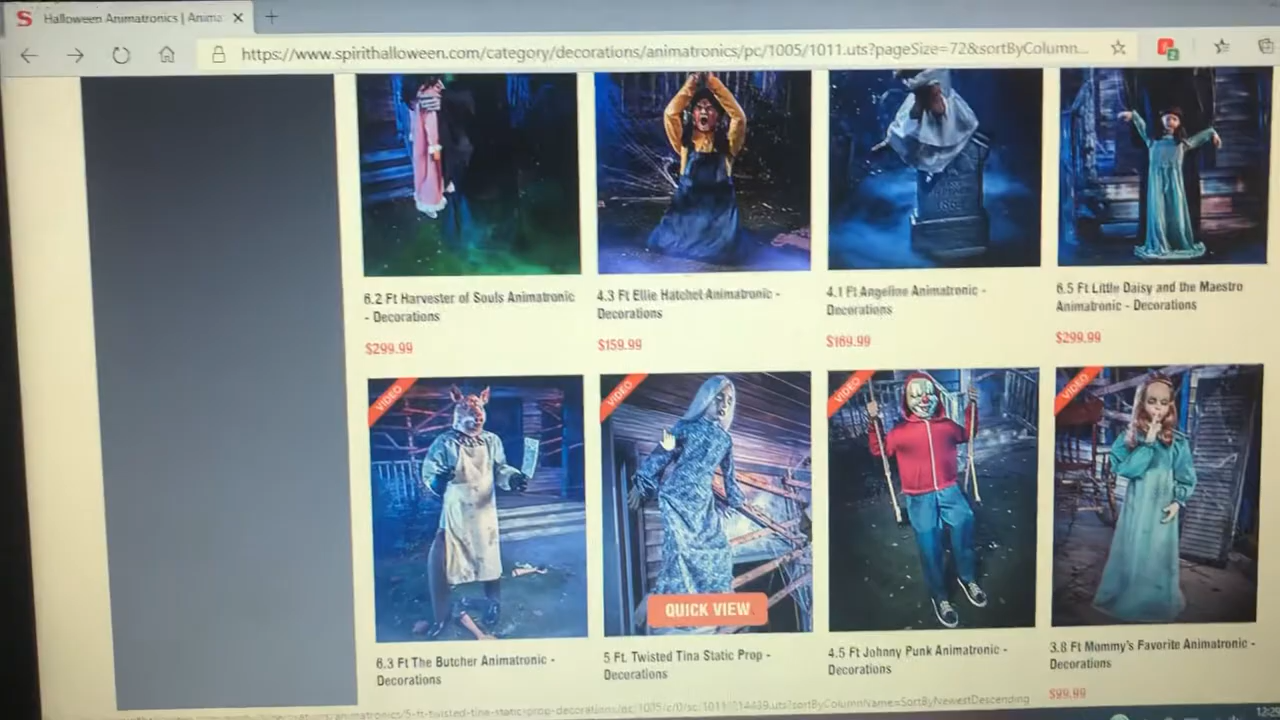 Halloween Animatronics | Anima
https://www.spirithalloween.com/category/decorations/animatronics/pc/1005/1011.uts?pageSize=72&sortByColumn...
2
6.2 Ft Harvester of Souls Animatronic
- Decorations
$299.99
4.3 Ft Ellie Hatchet Animatronic -
Decorations
$159.99
4.1 Ft Angeline Animatronic -
Decorations
$169.99
6.5 Ft Little Daisy and the Maestro
Animatronic - Decorations
$299.99
VIDEO
VIDEO
VIDEO
VIDEO
QUICK VIEW
6.3 Ft The Butcher Animatronic -
Decorations
5 Ft. Twisted Tina Static Prop -
Decorations
4.5 Ft Johnny Punk Animatronic -
Decorations
3.8 Ft Mommy's Favorite Animatronic -
Decorations
$99.99
12:29